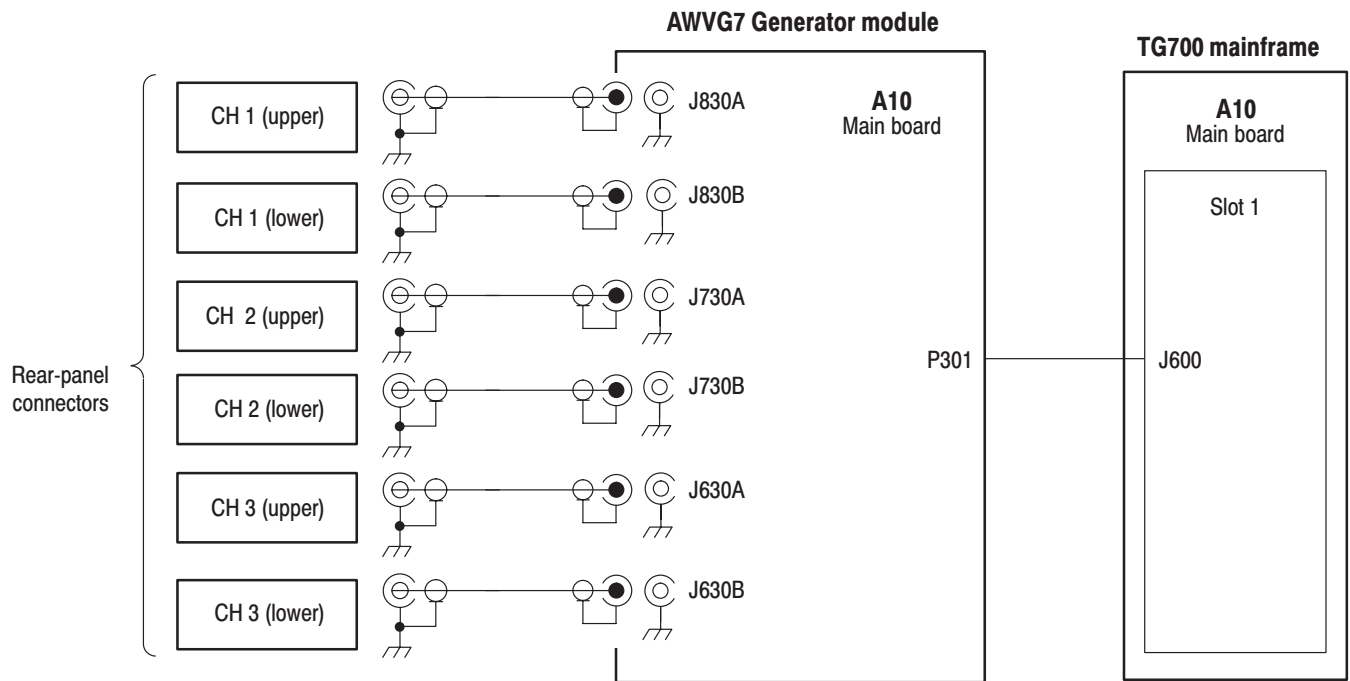 AWVG7 Generator module
TG700 mainframe
Rear-panel
connectors
CH 1 (upper)
J830A
CH 1 (lower)
J830B
CH 2 (upper)
J730A
CH 2 (lower)
J730B
CH 3 (upper)
J630A
CH 3 (lower)
J630B
A10
Main board
P301
A10
Main board
Slot 1
J600